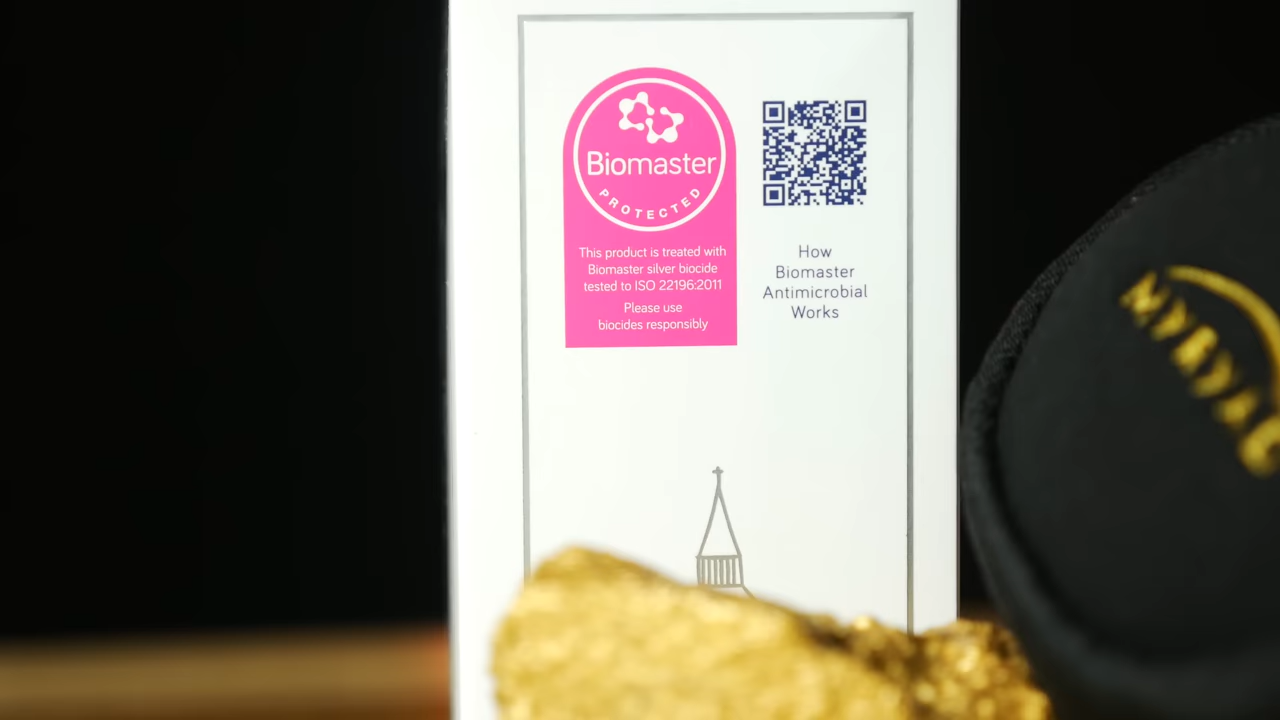 Biomaster
PROTECTED
This product is treated with
Biomaster silver biocide
tested to ISO 22196:2011
Please use
biocides responsibly
How
Biomaster
Antimicrobial
Works